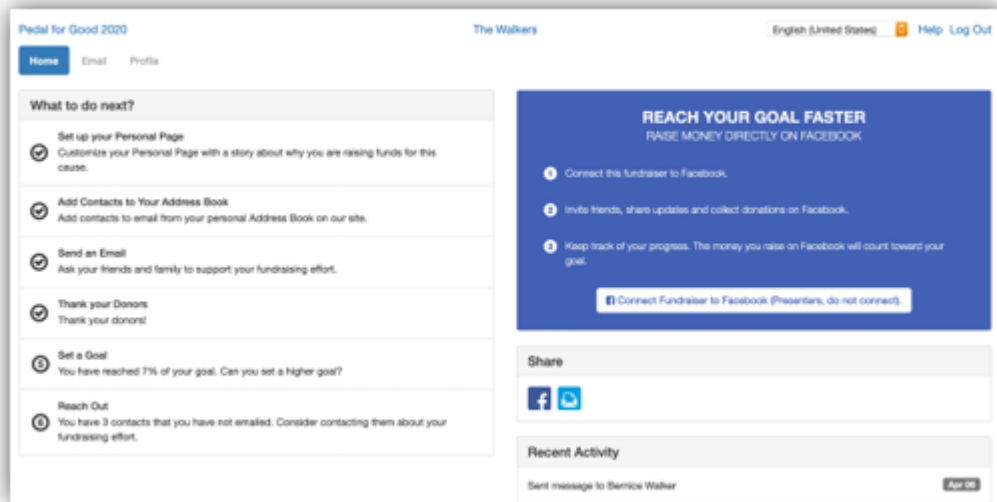 Pedal for Good 2020
The Walkers
English (United States)
Help Log Out
Home Email Profile
What to do next?
Set up your Personal Page
Customize your Personal Page with a story about why you are raising funds for this
cause.
Add Contacts to Your Address Book
Add contacts to email from your personal Address Book on our site.
Send an Email
Ask your friends and family to support your fundraising effort.
Thank your Donors
Thank your donors!
5 Set a Goal
You have reached 7% of your goal. Can you set a higher goal?
6 Reach Out
You have 3 contacts that you have not emailed. Consider contacting them about your
fundraising effort.
REACH YOUR GOAL FASTER
RAISE MONEY DIRECTLY ON FACEBOOK
1 Connect this fundraiser to Facebook.
2 Invite friends, share updates and collect donations on Facebook.
3 Keep track of your progress. The money you raise on Facebook will count toward your
goal.
Connect Fundraiser to Facebook (Presenters, do not connect).
Share
Recent Activity
Sent message to Bernice Walker
Apr 06